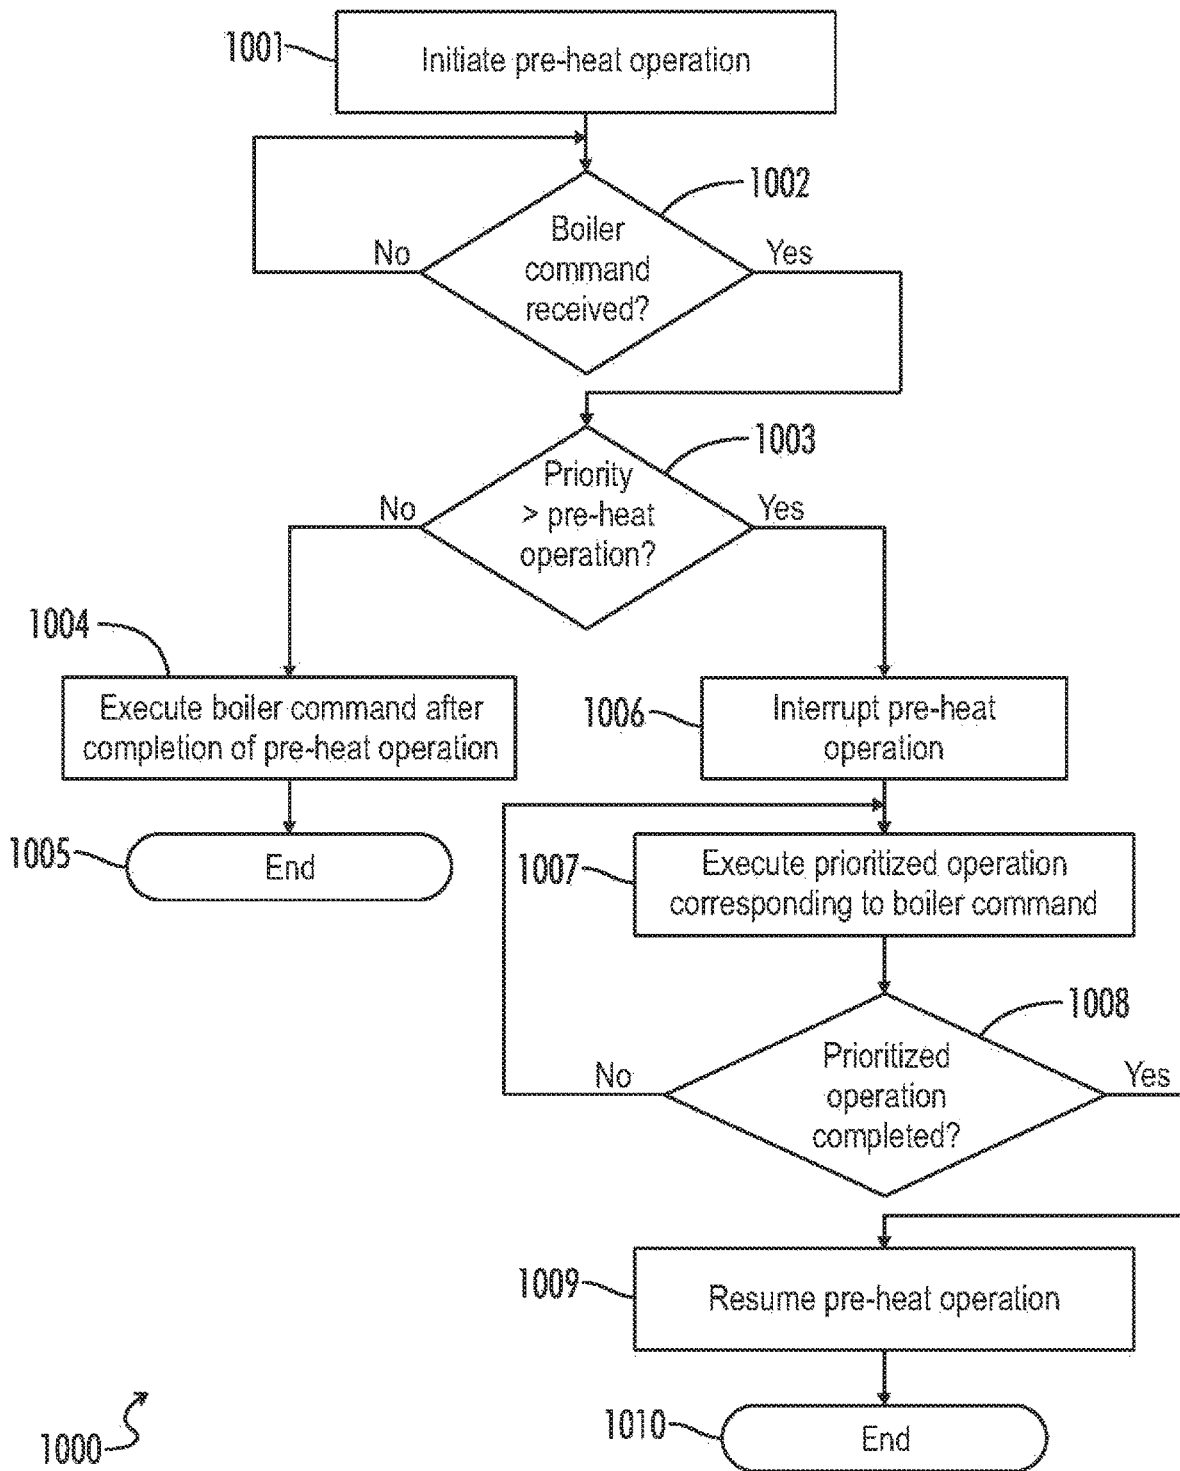 1001
Initiate pre-heat operation
1002
Boiler
command
received?
No
Yes
1003
Priority
> pre-heat
operation?
No
Yes
1004
Execute boiler command after
completion of pre-heat operation
1005
End
1006
Interrupt pre-heat
operation
1007
Execute prioritized operation
corresponding to boiler command
1008
Prioritized
operation
completed?
No
Yes
1009
Resume pre-heat operation
1010
End
1000